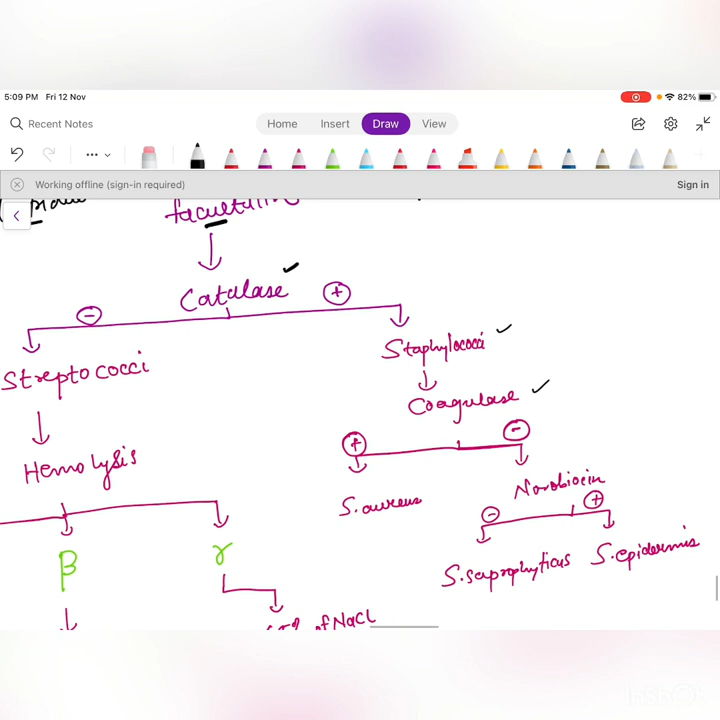 5:09 PM Fri 12 Nov
82%
Recent Notes
Home Insert Draw View
Working offline (sign-in required)
Sign in
Catalase
- +
Streptococci
Staphylococci
Coagulase
+ -
Hemolysis
S.aureus
Novobiocin
- +
S.saprophyticus S.epidermis
β γ
of NaCl